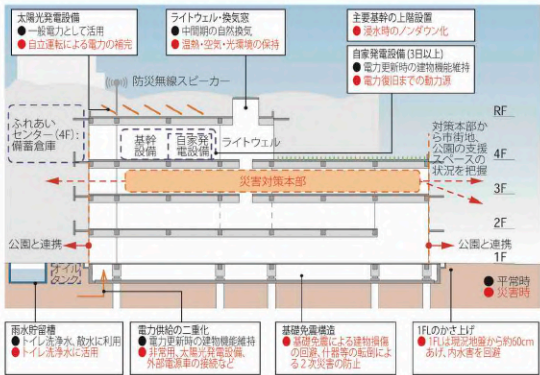 太陽光発電設備
●一般電力として活用
●自立運転による電力の補完
ライトウェル・換気窓
●中間期の自然換気
●温熱・空気・光環境の保持
主要基幹の上階設置
●浸水時のノンダウン化
自家発電設備(3日以上)
●電力更新時の建物機能維持
●電力復旧までの動力源
防災無線スピーカー
ふれあい
センター(4F):
備蓄倉庫
基幹
設備
自家発
電設備
ライトウェル
RF
4F
3F
2F
1F
対策本部か
ら市街地、
公園の支援
スペースの
状況を把握
災害対策本部
公園と連携
公園と連携
オイル
タンク
●平常時
●災害時
雨水貯留槽
●トイレ洗浄水、散水に利用
●トイレ洗浄水に活用
電力供給の二重化
●電力更新時の建物機能維持
●非常用、太陽光発電設備、
外部電源車の接続など
基礎免震構造
●基礎免震による建物損傷
の回避、什器等の転倒によ
る2次災害の防止
1FLのかさ上げ
●1FLは現況地盤から約60cm
あげ、内水害を回避